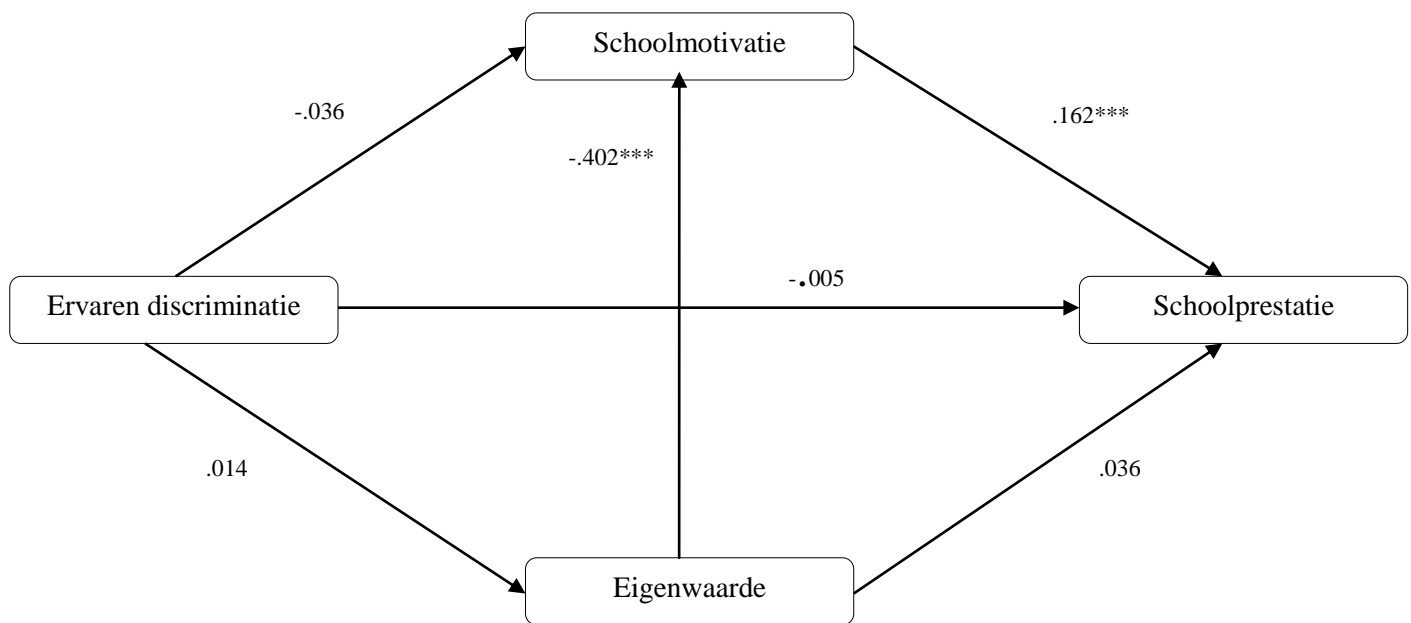 Schoolmotivatie
-.036
.162***
-.402***
-.005
Ervaren discriminatie
Schoolprestatie
.014
.036
Eigenwaarde